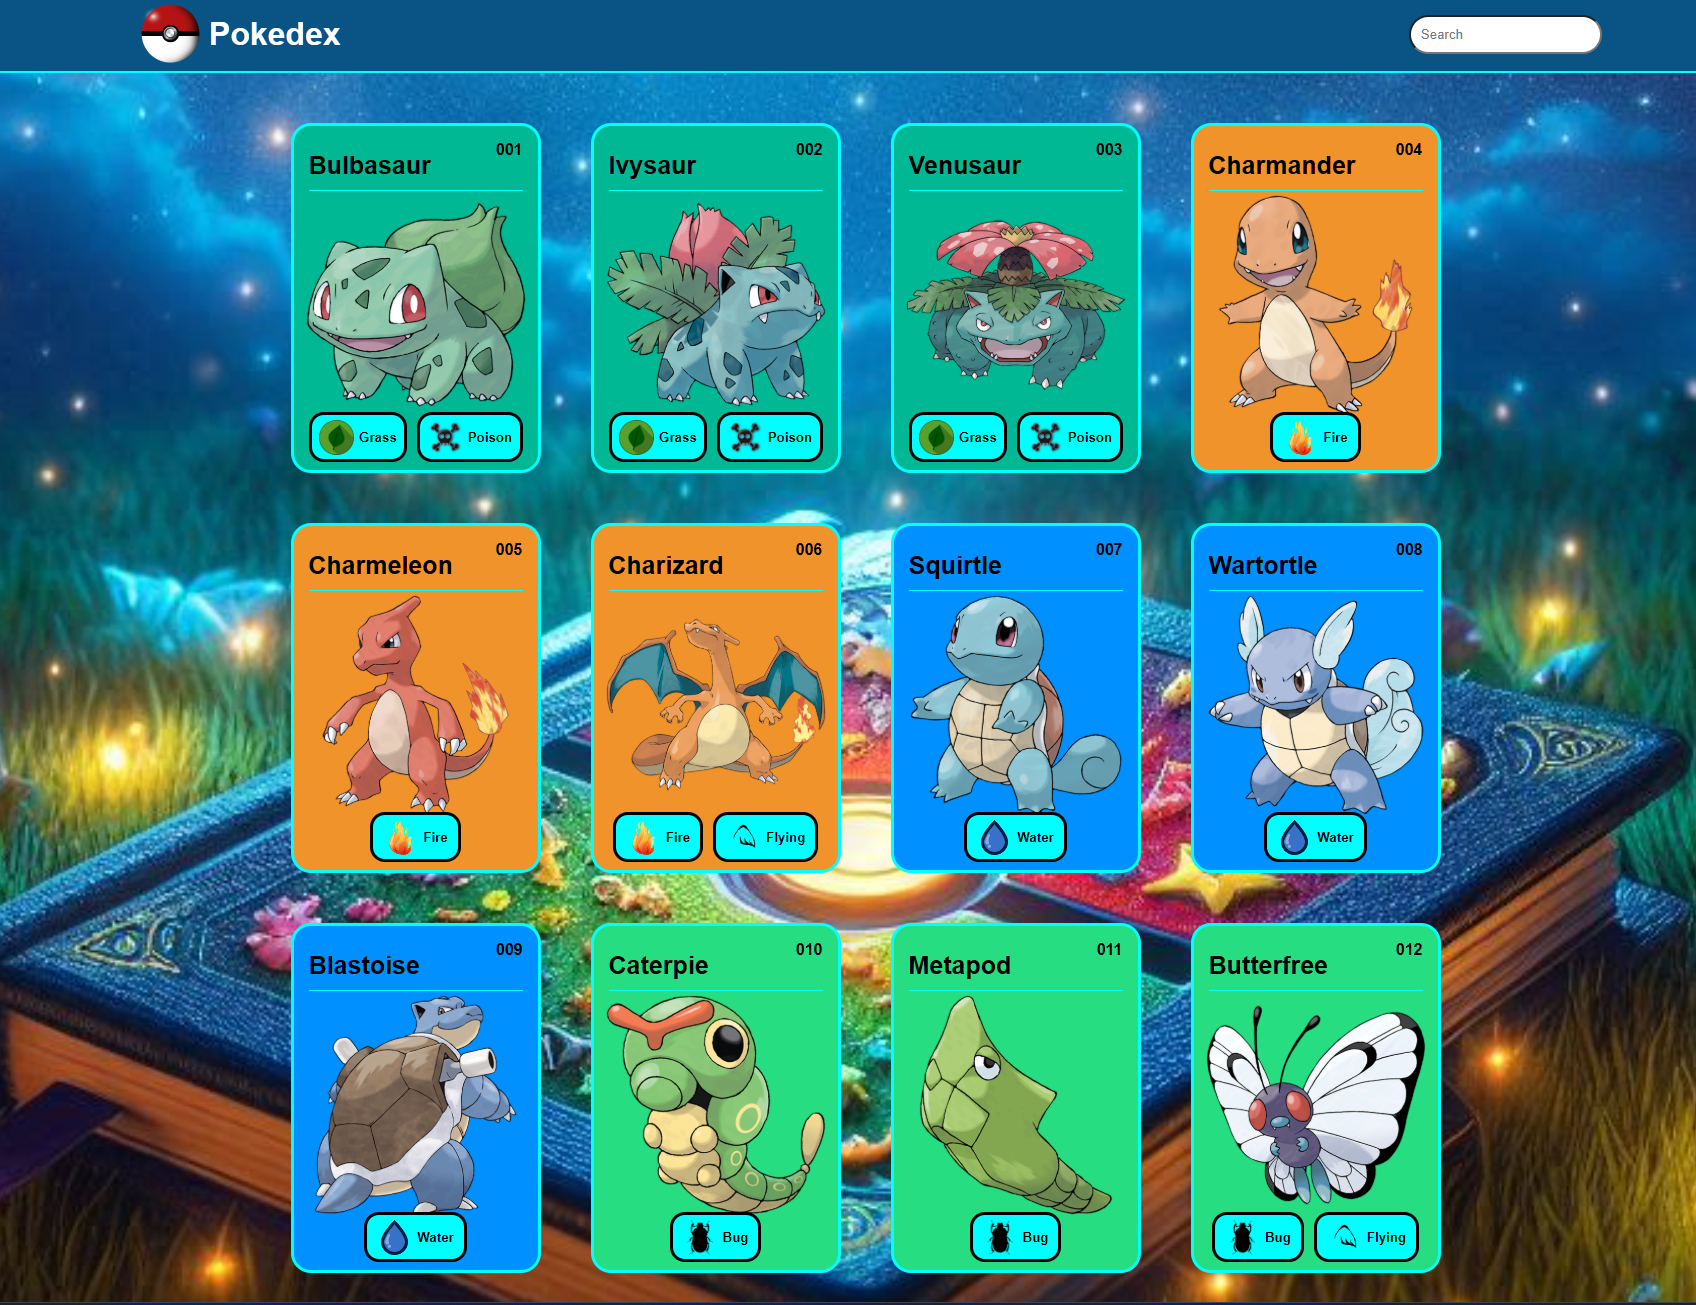 Pokedex
Search
001
Bulbasaur
Grass
Poison
002
Ivysaur
Grass
Poison
003
Venusaur
Grass
Poison
004
Charmander
Fire
005
Charmeleon
Fire
006
Charizard
Fire
Flying
007
Squirtle
Water
008
Wartortle
Water
009
Blastoise
Water
010
Caterpie
Bug
011
Metapod
Bug
012
Butterfree
Bug
Flying